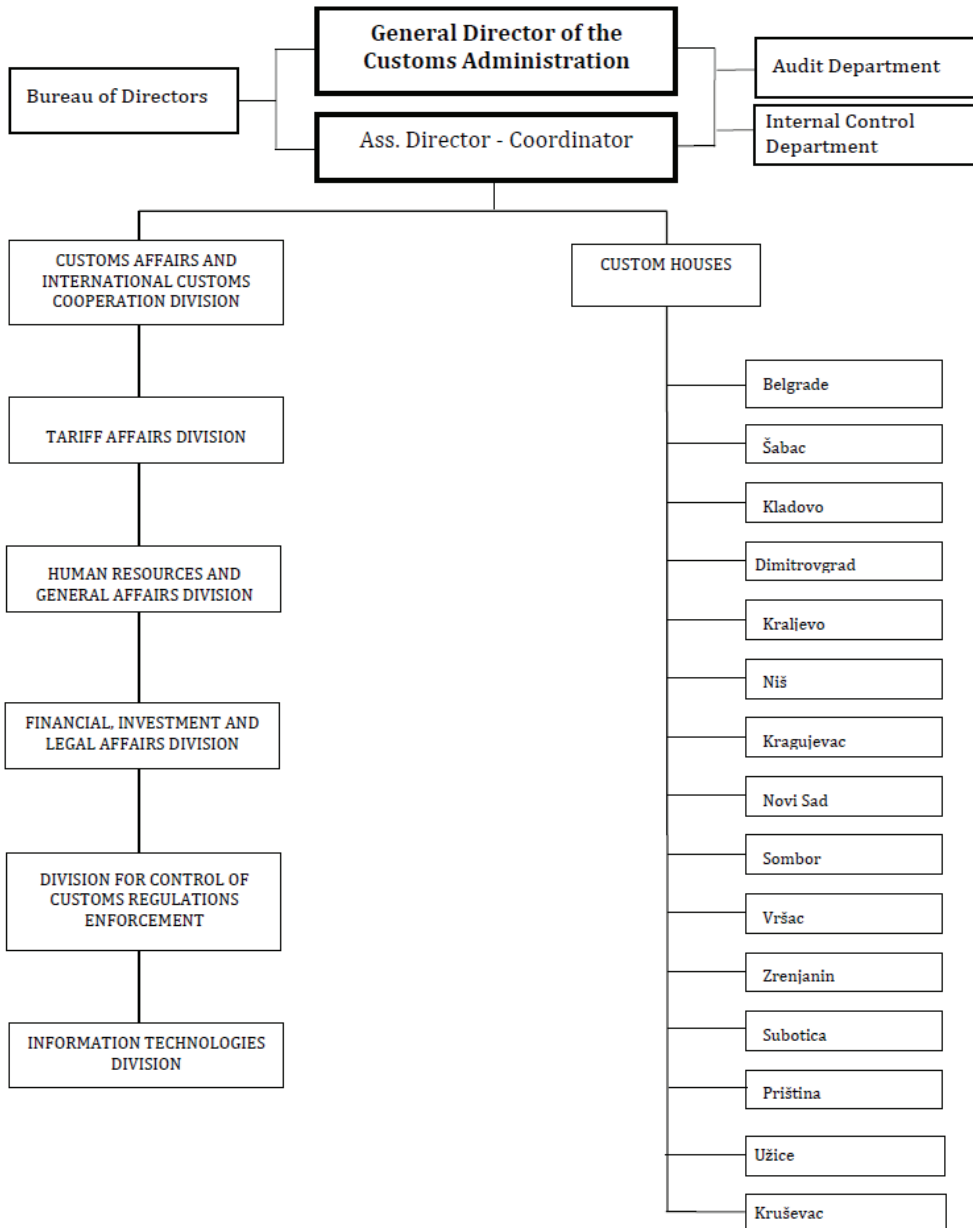 General Director of the
Customs Administration
Bureau of Directors
Audit Department
Ass. Director - Coordinator
Internal Control
Department
CUSTOMS AFFAIRS AND
INTERNATIONAL CUSTOMS
COOPERATION DIVISION
TARIFF AFFAIRS DIVISION
HUMAN RESOURCES AND
GENERAL AFFAIRS DIVISION
FINANCIAL, INVESTMENT AND
LEGAL AFFAIRS DIVISION
DIVISION FOR CONTROL OF
CUSTOMS REGULATIONS
ENFORCEMENT
INFORMATION TECHNOLOGIES
DIVISION
CUSTOM HOUSES
Belgrade
Šabac
Kladovo
Dimitrovgrad
Kraljevo
Niš
Kragujevac
Novi Sad
Sombor
Vršac
Zrenjanin
Subotica
Priština
Užice
Kruševac